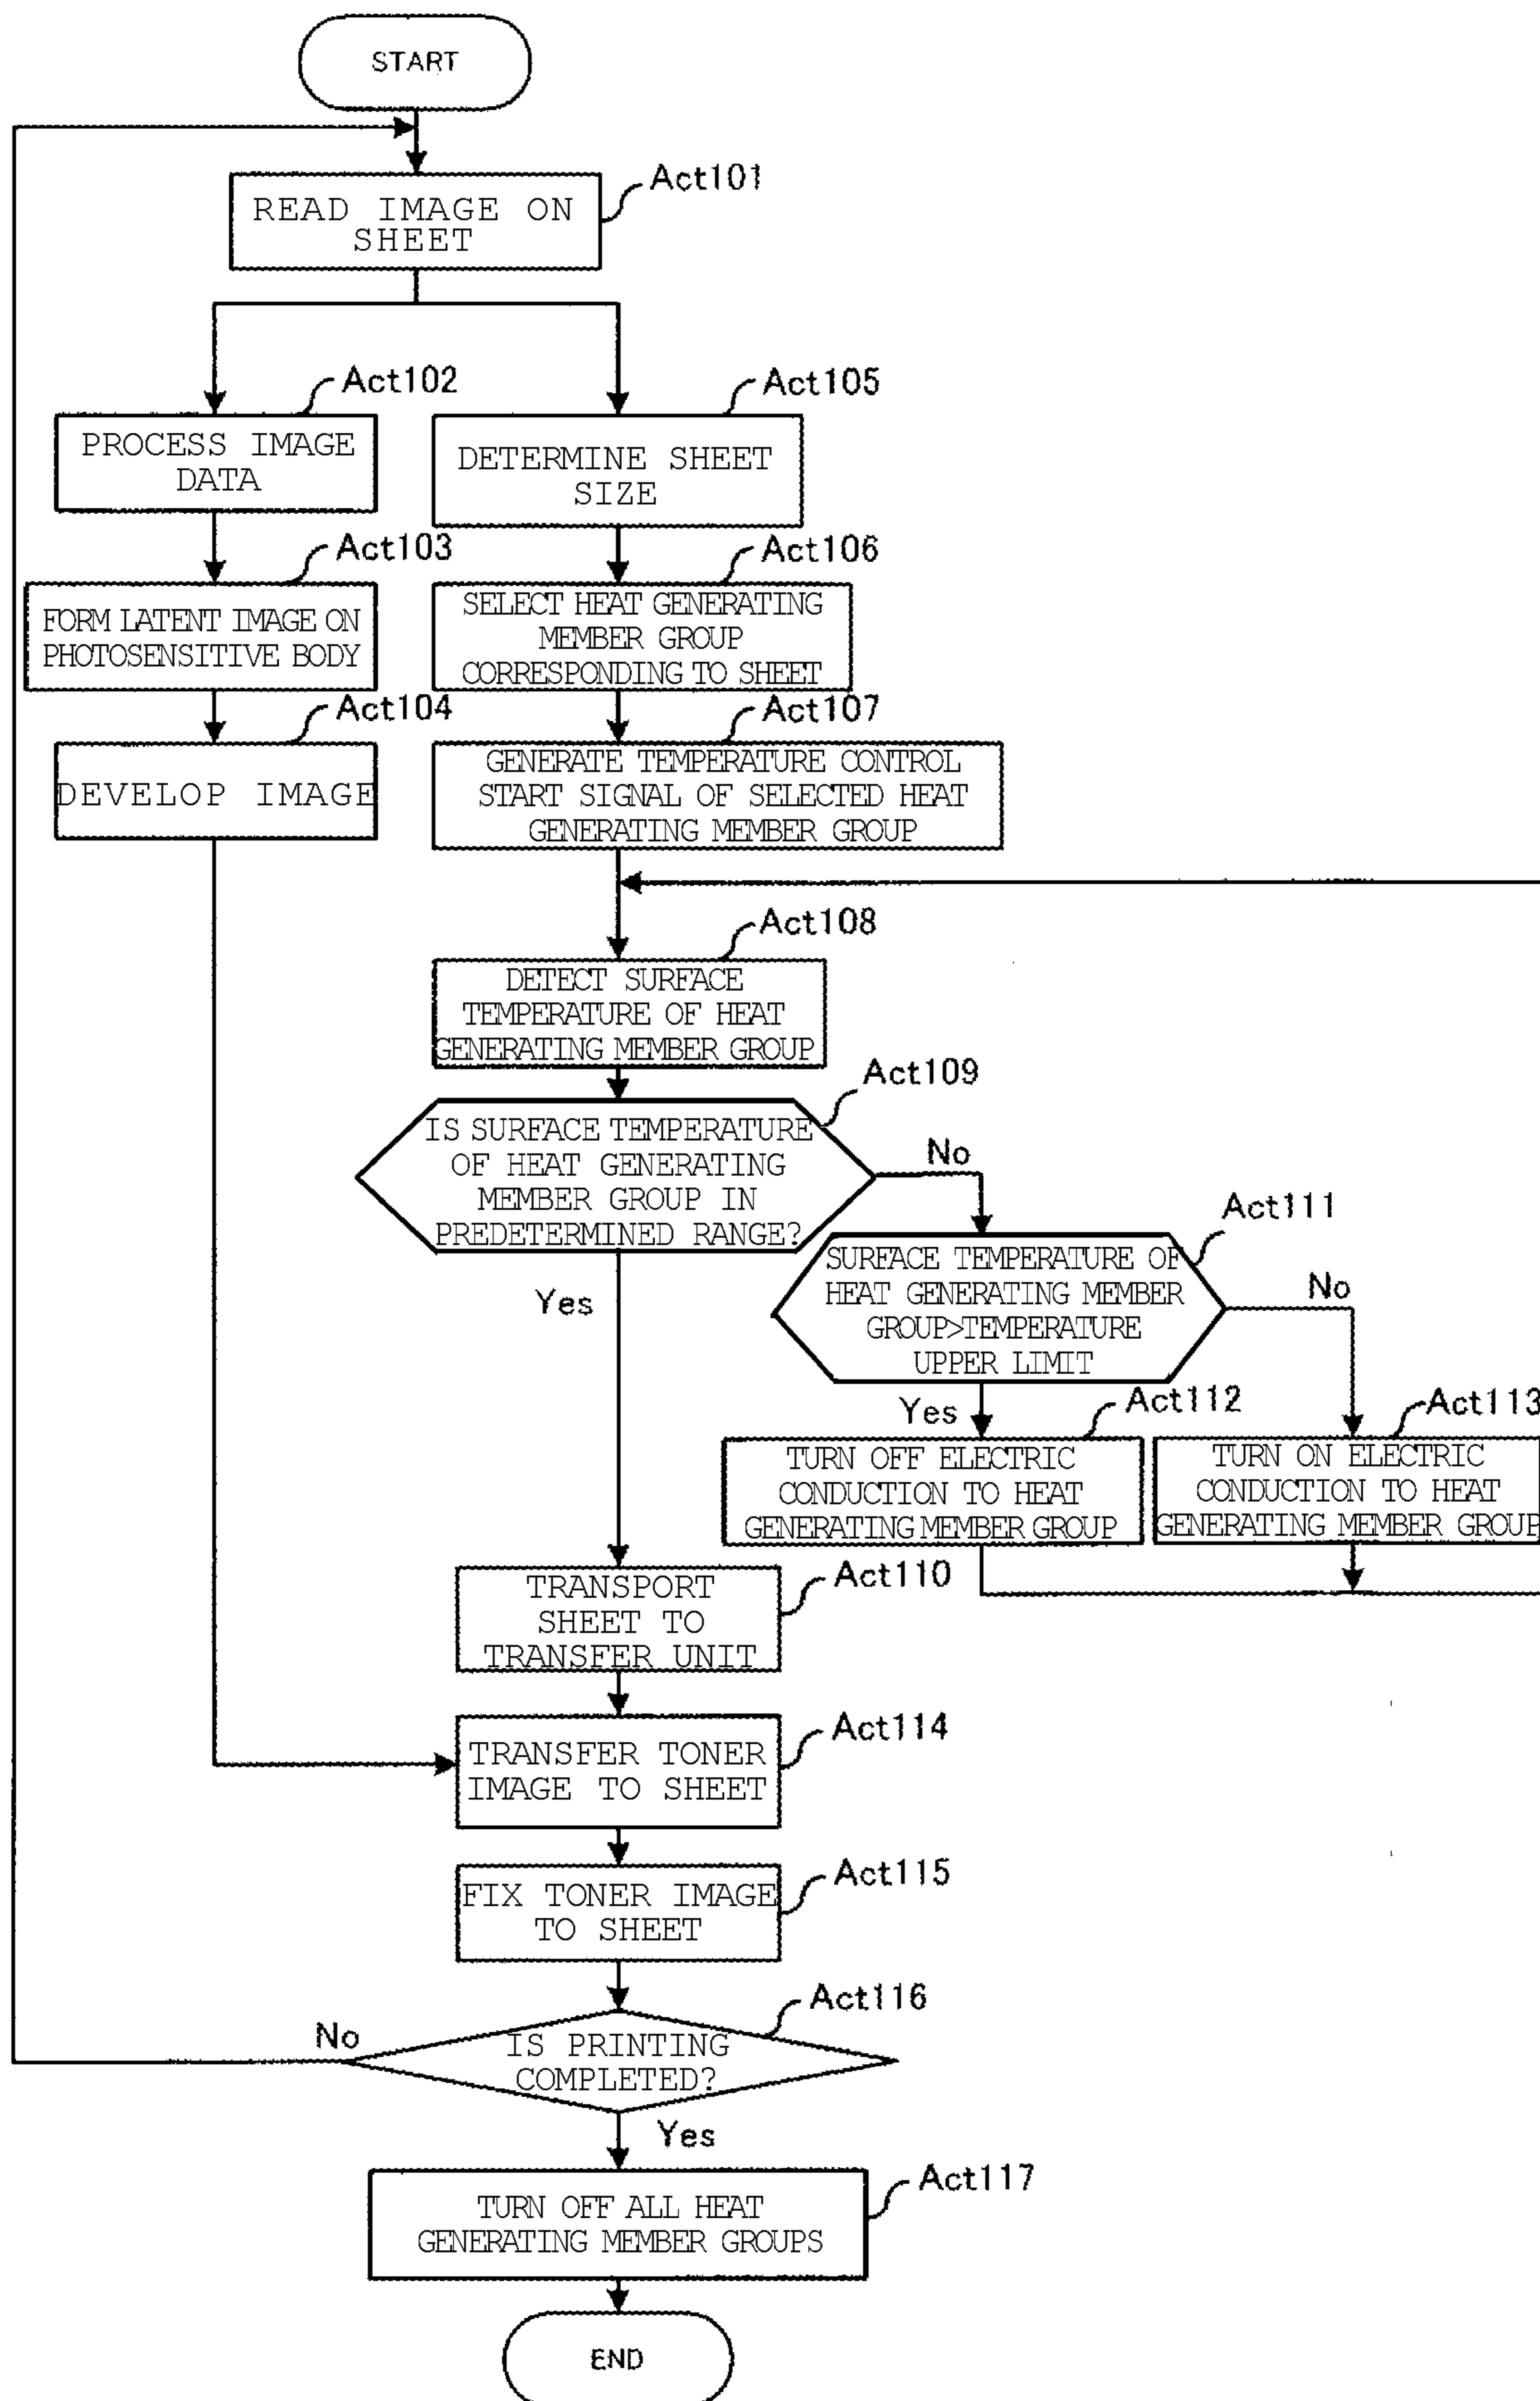 START
Act101
READ IMAGE ON
SHEET
Act102
PROCESS IMAGE
DATA
Act105
DETERMINE SHEET
SIZE
Act103
FORM LATENT IMAGE ON
PHOTOSENSITIVE BODY
Act106
SELECT HEAT GENERATING
MEMBER GROUP
CORRESPONDING TO SHEET
Act104
DEVELOP IMAGE
Act107
GENERATE TEMPERATURE CONTROL
START SIGNAL OF SELECTED HEAT
GENERATING MEMBER GROUP
Act108
DETECT SURFACE
TEMPERATURE OF HEAT
GENERATING MEMBER GROUP
Act109
IS SURFACE TEMPERATURE
OF HEAT GENERATING
MEMBER GROUP IN
PREDETERMINED RANGE?
No
Yes
Act111
SURFACE TEMPERATURE OF
HEAT GENERATING MEMBER
GROUP>TEMPERATURE
UPPER LIMIT
No
Yes
Act112
TURN OFF ELECTRIC
CONDUCTION TO HEAT
GENERATING MEMBER GROUP
Act113
TURN ON ELECTRIC
CONDUCTION TO HEAT
GENERATING MEMBER GROUP
Act110
TRANSPORT
SHEET TO
TRANSFER UNIT
Act114
TRANSFER TONER
IMAGE TO SHEET
Act115
FIX TONER IMAGE
TO SHEET
Act116
IS PRINTING
COMPLETED?
No
Yes
Act117
TURN OFF ALL HEAT
GENERATING MEMBER GROUPS
END